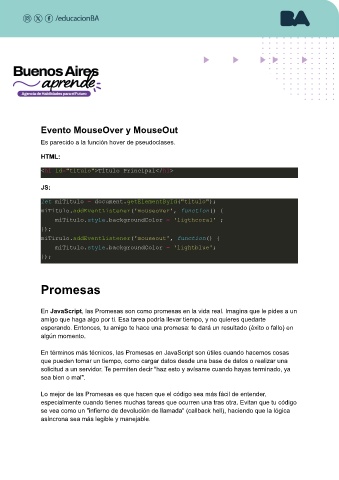 /educacionBA
BA
Buenos Aires
aprende
Agencia de Habilidades para el Futuro
Evento MouseOver y MouseOut
Es parecido a la función hover de pseudoclases.
HTML:
<h1 id="titulo">Titulo Principal</h1>
JS:
let miTitulo = document.getElementById("titulo");
miTitulo.addEventListener('mouseover', function() {
miTitulo.style.backgroundColor = 'lightcoral' ;
});
miTitulo.addEventListener('mouseout', function() {
miTitulo.style.backgroundColor = 'lightblue';
});
Promesas
En JavaScript, las Promesas son como promesas en la vida real. Imagina que le pides a un
amigo que haga algo por ti. Esa tarea podría llevar tiempo, y no quieres quedarte
esperando. Entonces, tu amigo te hace una promesa: te dará un resultado (éxito o fallo) en
algún momento.
En términos más técnicos, las Promesas en JavaScript son útiles cuando hacemos cosas
que pueden tomar un tiempo, como cargar datos desde una base de datos o realizar una
solicitud a un servidor. Te permiten decir "haz esto y avísame cuando hayas terminado, ya
sea bien o mal".
Lo mejor de las Promesas es que hacen que el código sea más fácil de entender,
especialmente cuando tienes muchas tareas que ocurren una tras otra. Evitan que tu código
se vea como un "infierno de devolución de llamada" (callback hell), haciendo que la lógica
asíncrona sea más legible y manejable.